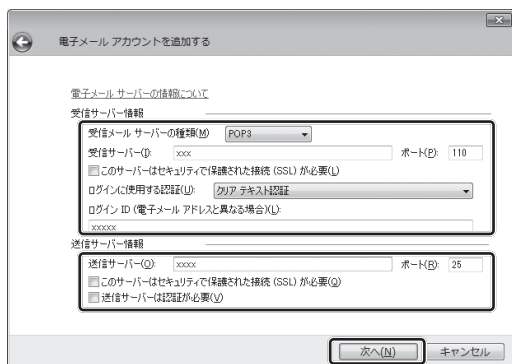 電子メール アカウントを追加する
電子メール サーバーの情報について
受信サーバー情報
受信メール サーバーの種類(M) POP3
受信サーバー(I): xxx ポート(P): 110
このサーバーはセキュリティで保護された接続 (SSL) が必要(L)
ログインに使用する認証(U): クリア テキスト認証
ログイン ID (電子メール アドレスと異なる場合)(L):
xxxxx
送信サーバー情報
送信サーバー(O): xxxx ポート(R): 25
このサーバーはセキュリティで保護された接続 (SSL) が必要(Q)
送信サーバーは認証が必要(V)
次へ(N) キャンセル